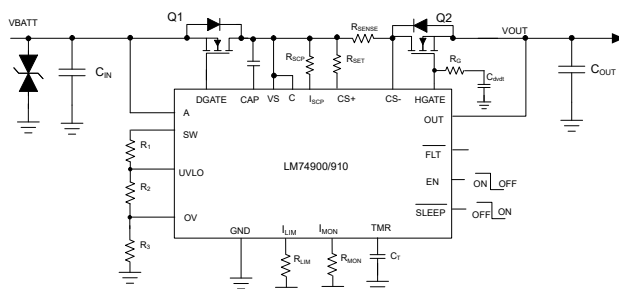 Q1
Q2
VBATT
RSENSE
VOUT
CIN
RSCP
RSET
RG
Cdvdt
COUT
DGATE
CAP
VS
C
ISCP
CS+
CS-
HGATE
A
OUT
SW
R1
FLT
UVLO
LM74900/910
R2
EN
ON
OFF
OV
SLEEP
OFF
ON
R3
GND
ILIM
IMON
TMR
RLIM
RMON
CT